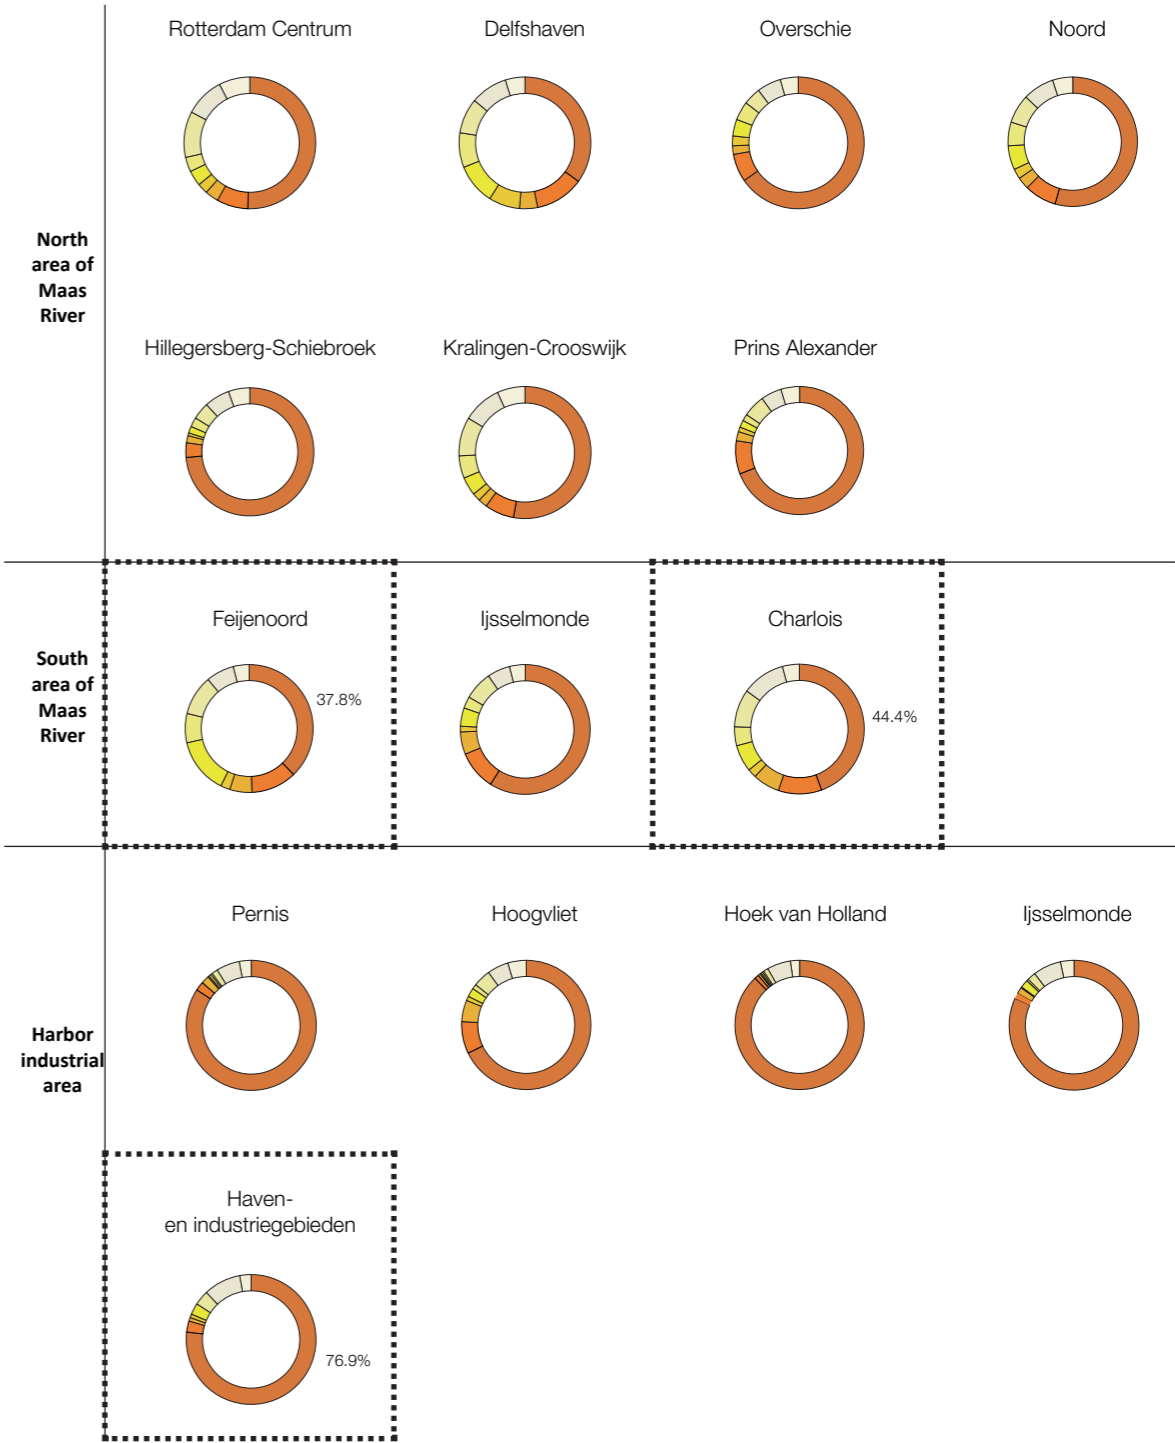 Rotterdam Centrum
Delfshaven
Overschie
Noord
North
area of
Maas
River
Hillegersberg-Schiebroek
Kralingen-Crooswijk
Prins Alexander
South
area of
Maas
River
Feijenoord
37.8%
Ijsselmonde
Charlois
44.4%
Harbor
industrial
area
Pernis
Hoogvliet
Hoek van Holland
Ijsselmonde
Haven-
en industriegebieden
76.9%